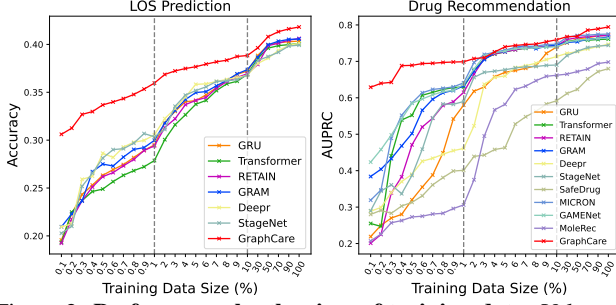 LOS Prediction
Accuracy
0.40
0.35
0.30
0.25
0.20
GRU
Transformer
RETAIN
GRAM
Deepr
StageNet
GraphCare
0.1 0.2 0.3 0.4 0.5 0.6 0.7 0.8 0.9 1 2 3 4 5 6 7 8 9 10 30 50 70 90 100
Training Data Size (%)
Drug Recommendation
AUPRC
0.8
0.7
0.6
0.5
0.4
0.3
0.2
GRU
Transformer
RETAIN
GRAM
Deepr
StageNet
SafeDrug
MICRON
GAMENet
MoleRec
GraphCare
0.1 0.2 0.3 0.4 0.5 0.6 0.7 0.8 0.9 1 2 3 4 5 6 7 8 9 10 30 50 70 90 100
Training Data Size (%)